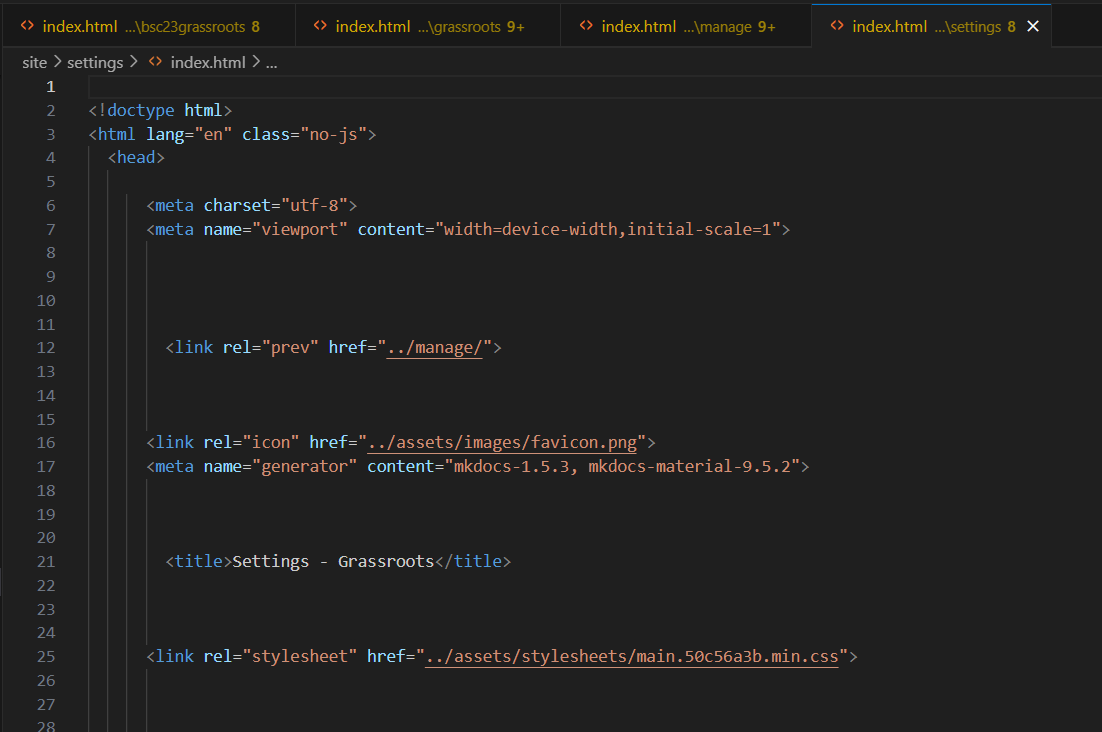 index.html ...\bsc23grassroots 8 index.html ...\grassroots 9+ index.html ...\manage 9+ index.html ...\settings 8
site > settings > index.html > ...
1
2 <!doctype html>
3 <html lang="en" class="no-js">
4 <head>
5
6 <meta charset="utf-8">
7 <meta name="viewport" content="width=device-width,initial-scale=1">
8
9
10
11
12 <link rel="prev" href="../manage/">
13
14
15
16 <link rel="icon" href="../assets/images/favicon.png">
17 <meta name="generator" content="mkdocs-1.5.3, mkdocs-material-9.5.2">
18
19
20
21 <title>Settings - Grassroots</title>
22
23
24
25 <link rel="stylesheet" href="../assets/stylesheets/main.50c56a3b.min.css">
26
27
28